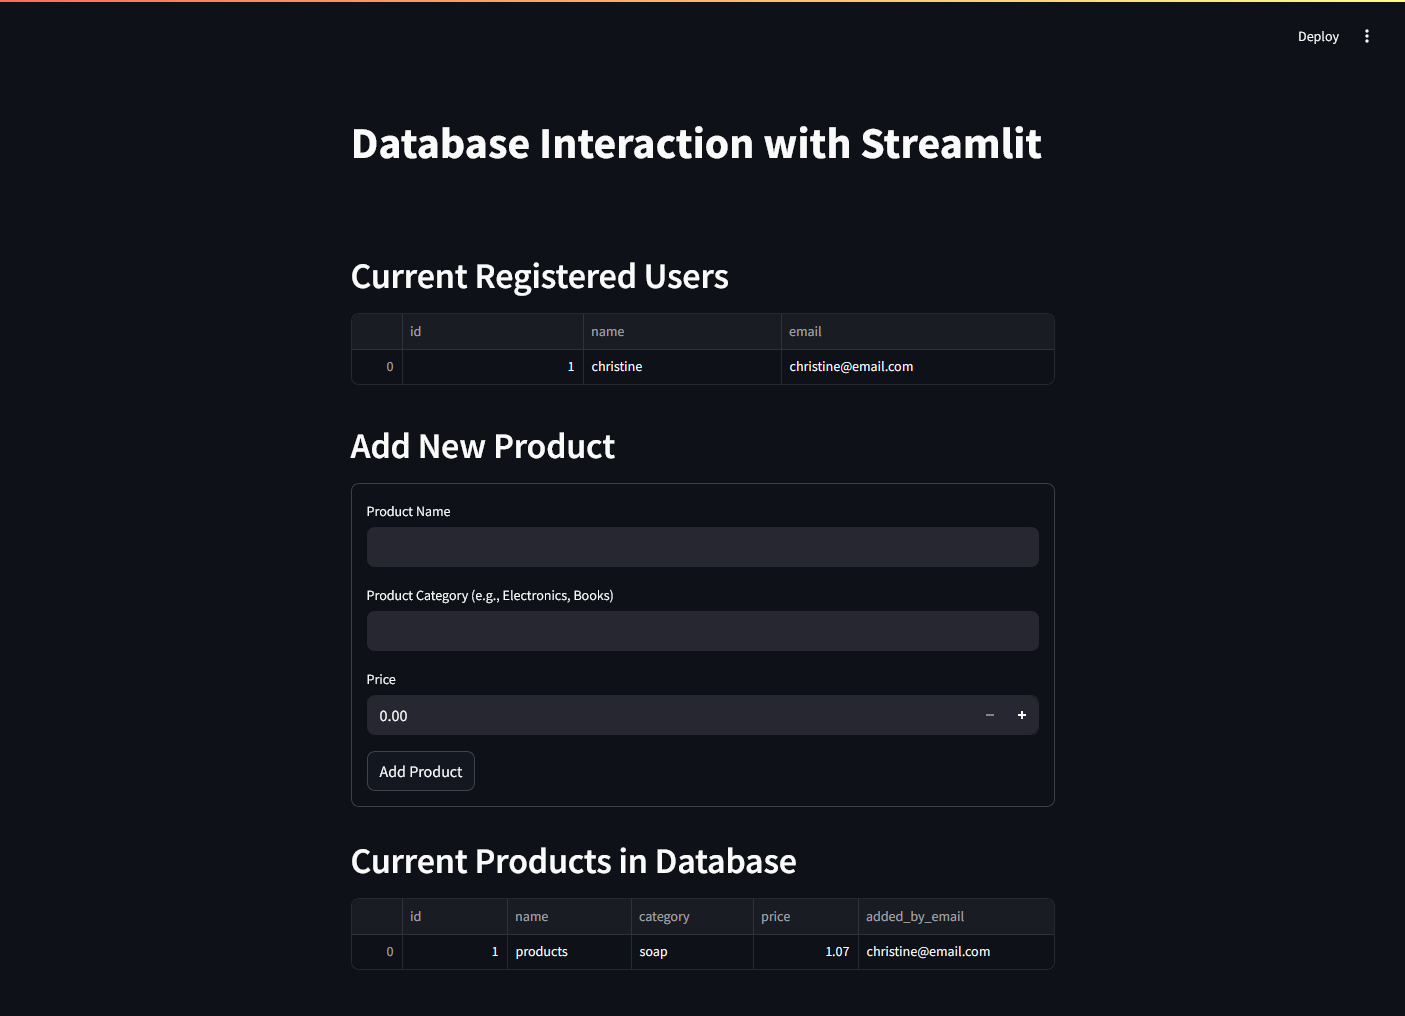 Deploy
Database Interaction with Streamlit
Current Registered Users
id name email
0 1 christine christine@email.com
Add New Product
Product Name
Product Category (e.g., Electronics, Books)
Price
0.00 − +
Add Product
Current Products in Database
id name category price added_by_email
0 1 products soap 1.07 christine@email.com